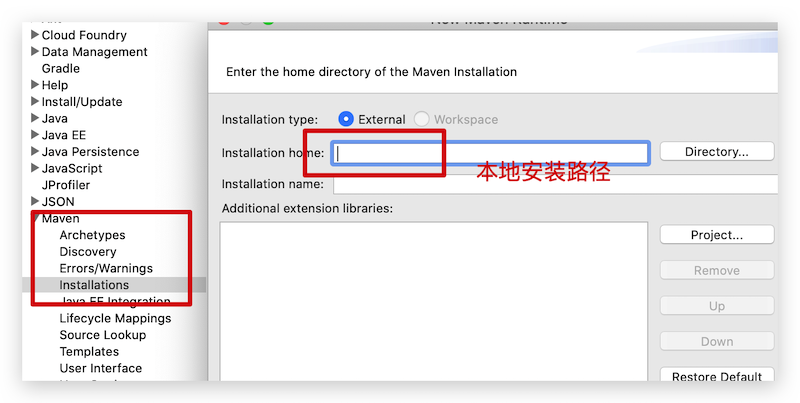 Cloud Foundry
Data Management
Gradle
Help
Install/Update
Java
Java EE
Java Persistence
JavaScript
JProfiler
JSON
Maven
Archetypes
Discovery
Errors/Warnings
Installations
Java EE Integration
Lifecycle Mappings
Source Lookup
Templates
User Interface
New Maven Runtime
Enter the home directory of the Maven Installation
Installation type: External Workspace
Installation home: Directory...
本地安装路径
Installation name:
Additional extension libraries:
Project...
Remove
Up
Down
Restore Default